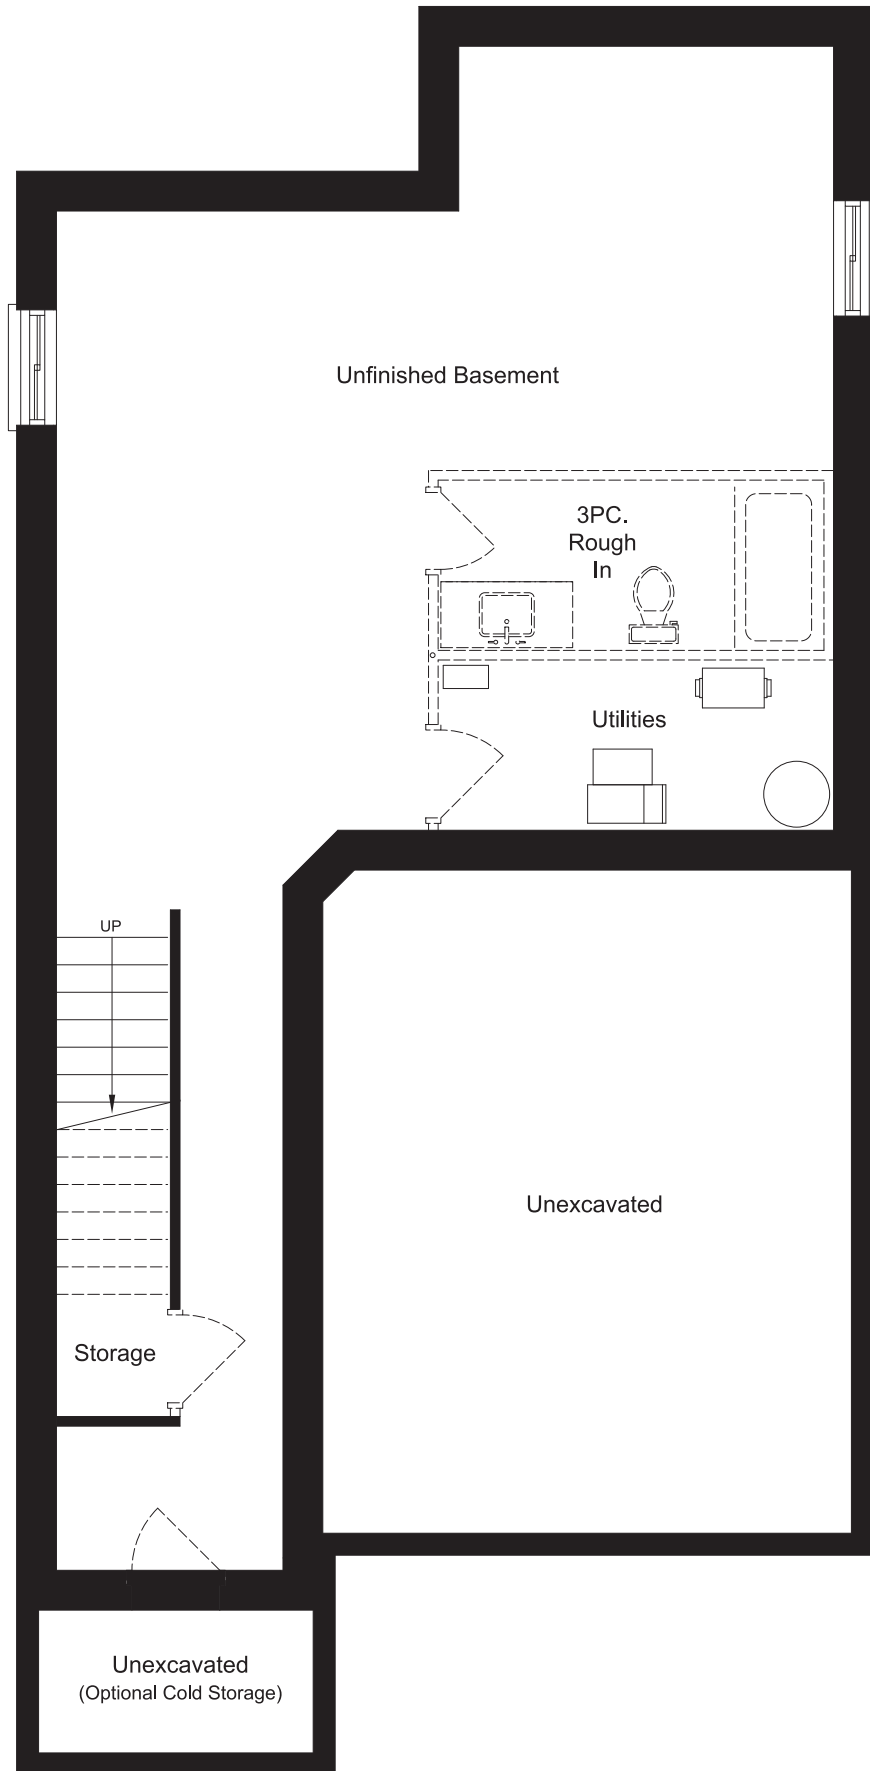 Unfinished Basement
3PC.
Rough
In
Utilities
UP
Unexcavated
Storage
Unexcavated
(Optional Cold Storage)